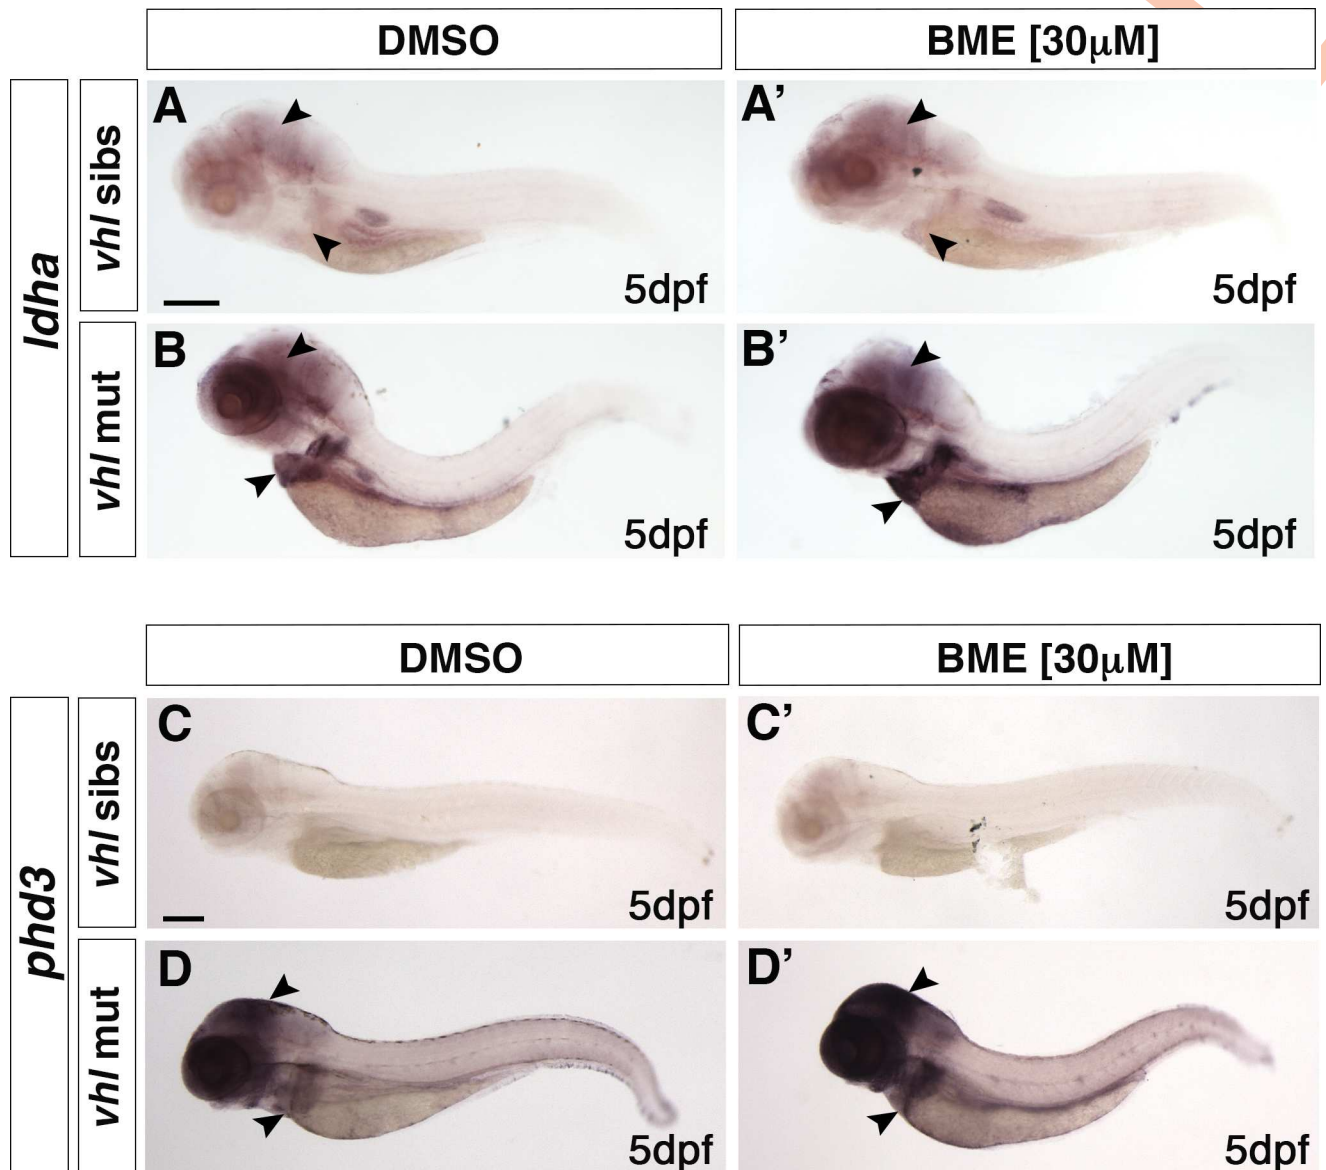 DMSO
BME [30μM]
ldha
vhl sibs
A
5dpf
A’
5dpf
vhl mut
B
5dpf
B’
5dpf
DMSO
BME [30μM]
phd3
vhl sibs
C
5dpf
C’
5dpf
vhl mut
D
5dpf
D’
5dpf